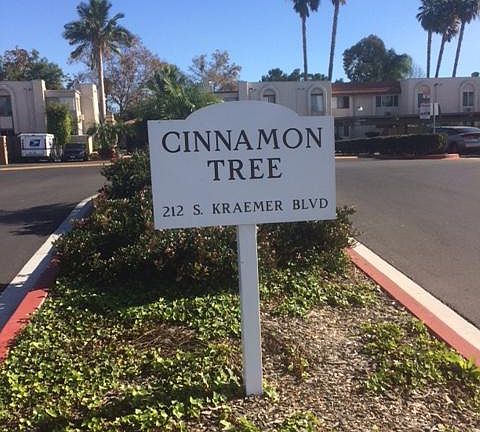 CINNAMON
TREE
212 S. KRAEMER BLVD